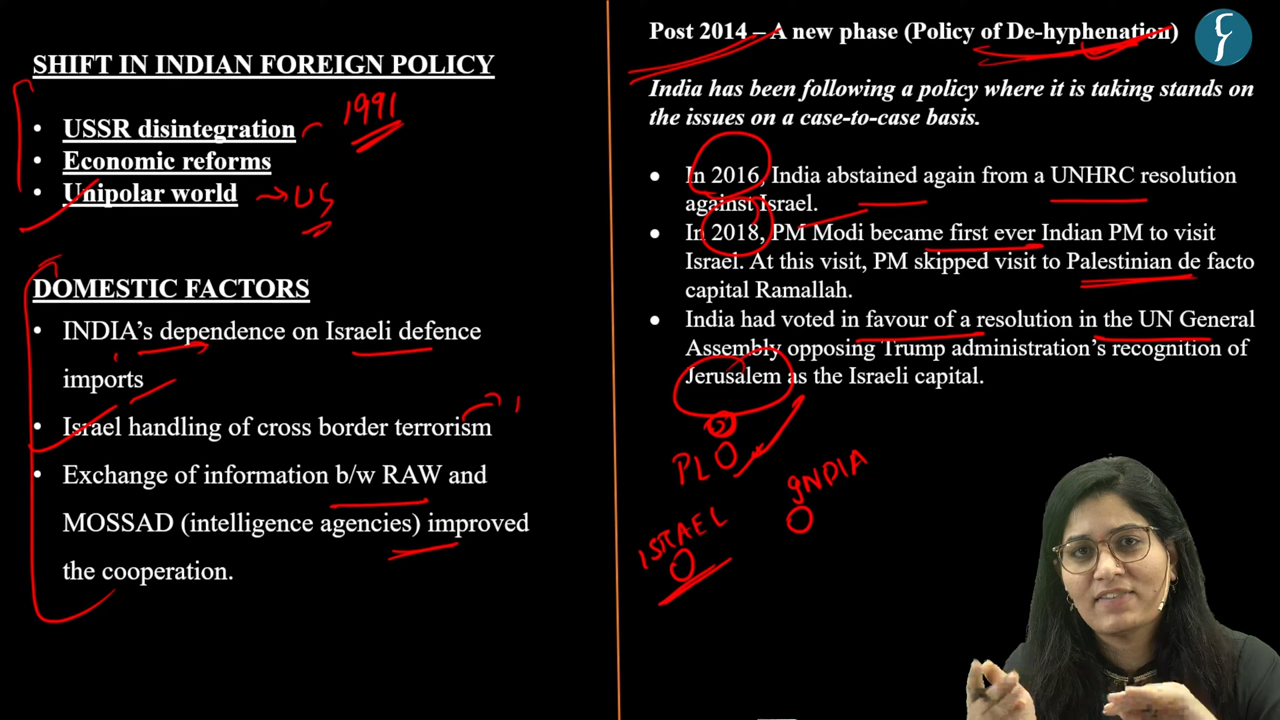 SHIFT IN INDIAN FOREIGN POLICY
• USSR disintegration
1991
• Economic reforms
• Unipolar world
→US
DOMESTIC FACTORS
• INDIA's dependence on Israeli defence
imports
• Israel handling of cross border terrorism
• Exchange of information b/w RAW and
MOSSAD (intelligence agencies) improved
the cooperation.
Post 2014 – A new phase (Policy of De-hyphenation)
India has been following a policy where it is taking stands on
the issues on a case-to-case basis.
• In 2016, India abstained again from a UNHRC resolution
against Israel.
• In 2018, PM Modi became first ever Indian PM to visit
Israel. At this visit, PM skipped visit to Palestinian de facto
capital Ramallah.
• India had voted in favour of a resolution in the UN General
Assembly opposing Trump administration's recognition of
Jerusalem as the Israeli capital.
PL
INDIA
ISRAEL